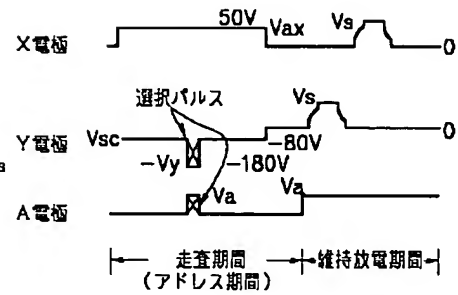 50V
Vax
Vs
X電極
0
選択パルス
Vs
Vsc
Y電極
-80V
0
-Vy
-180V
s
Va
Va
A電極
走査期間
(アドレス期間)
維持放電期間